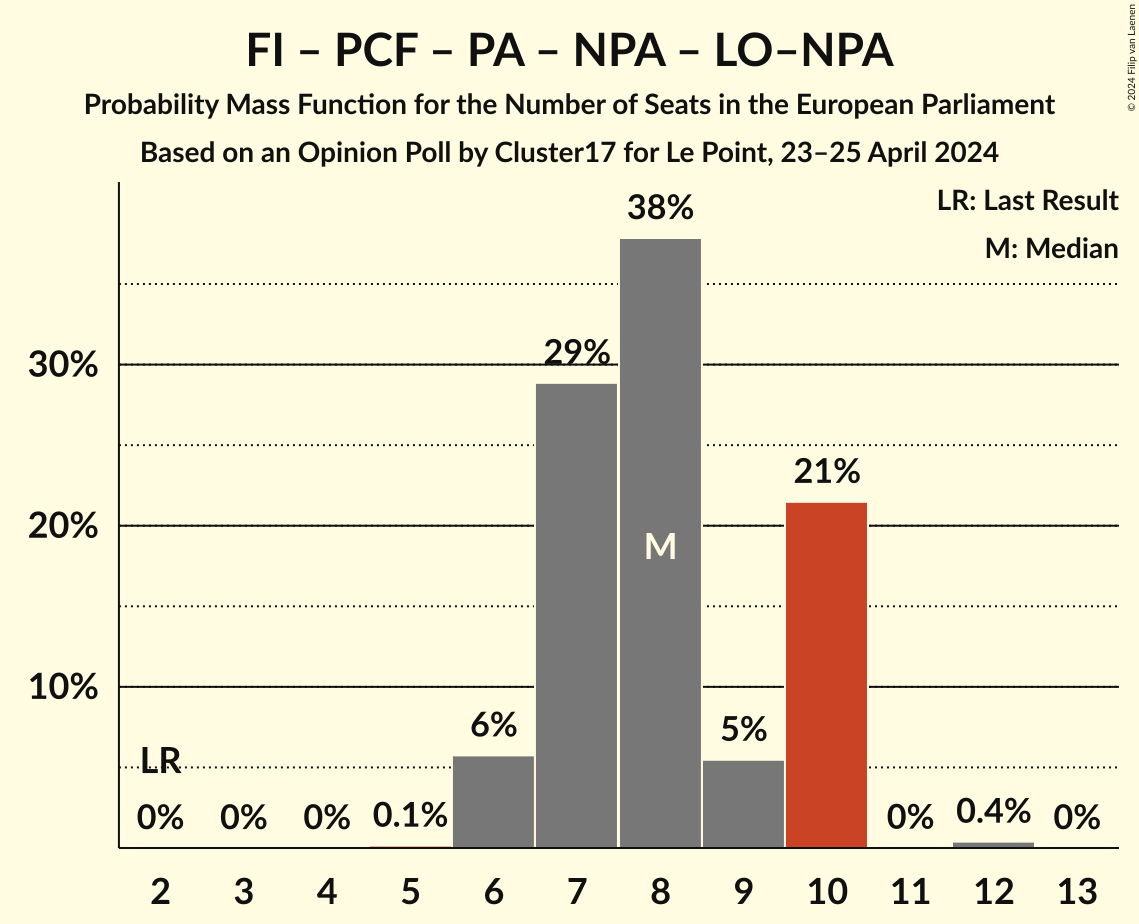 FI – PCF – PA – NPA – LO–NPA
Probability Mass Function for the Number of Seats in the European Parliament
Based on an Opinion Poll by Cluster17 for Le Point, 23–25 April 2024
© 2024 Filip van Laenen
LR: Last Result
M: Median
38%
29%
30%
21%
20%
M
10%
6%
5%
LR
0%
0%
0%
0.1%
0%
0.4%
0%
2 3 4 5 6 7 8 9 10 11 12 13